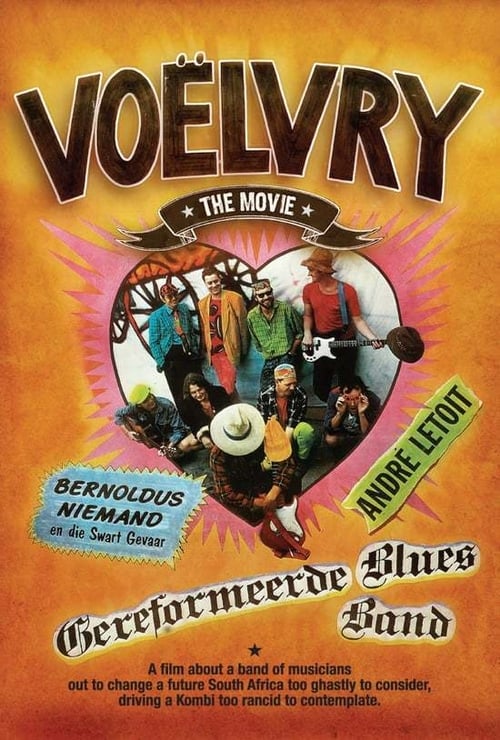 VOËLVRY
★ THE MOVIE ★
ANDRÉ LETOIT
BERNOLDUS
NIEMAND
en die Swart Gevaar
Gereformeerde Blues
Band
★
A film about a band of musicians
out to change a future South Africa too ghastly to consider,
driving a Kombi too rancid to contemplate.